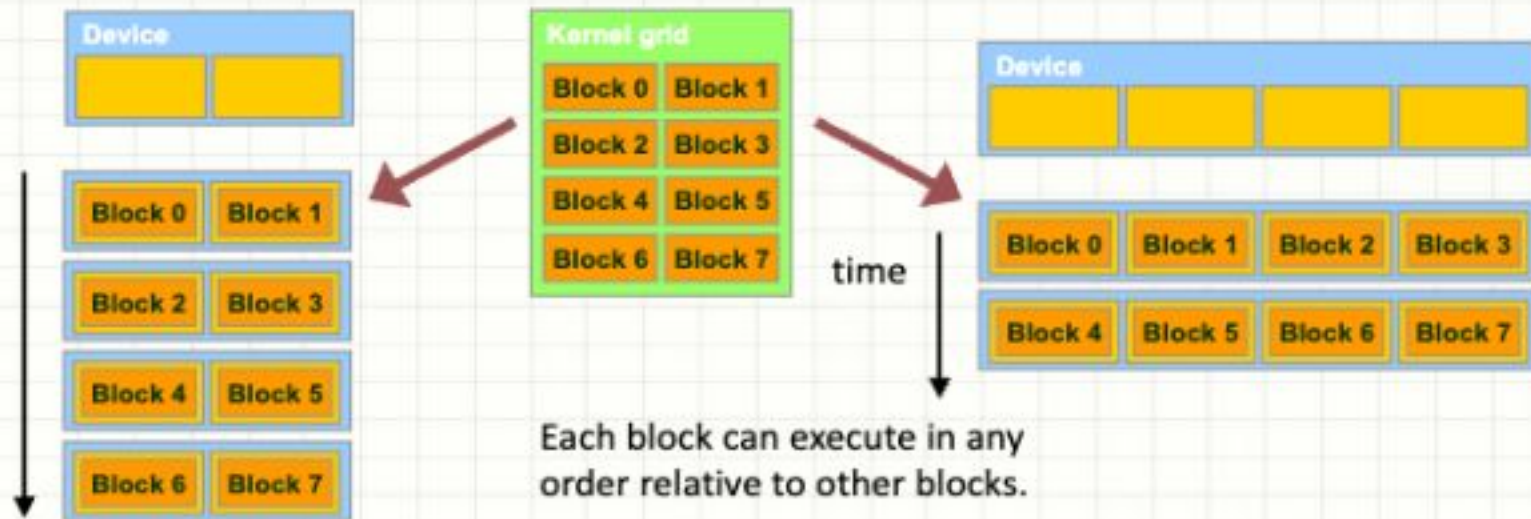 Device
Block 0 Block 1
Block 2 Block 3
Block 4 Block 5
Block 6 Block 7
Kernel grid
Block 0 Block 1
Block 2 Block 3
Block 4 Block 5
Block 6 Block 7
time
Device
Block 0 Block 1 Block 2 Block 3
Block 4 Block 5 Block 6 Block 7
Each block can execute in any
order relative to other blocks.